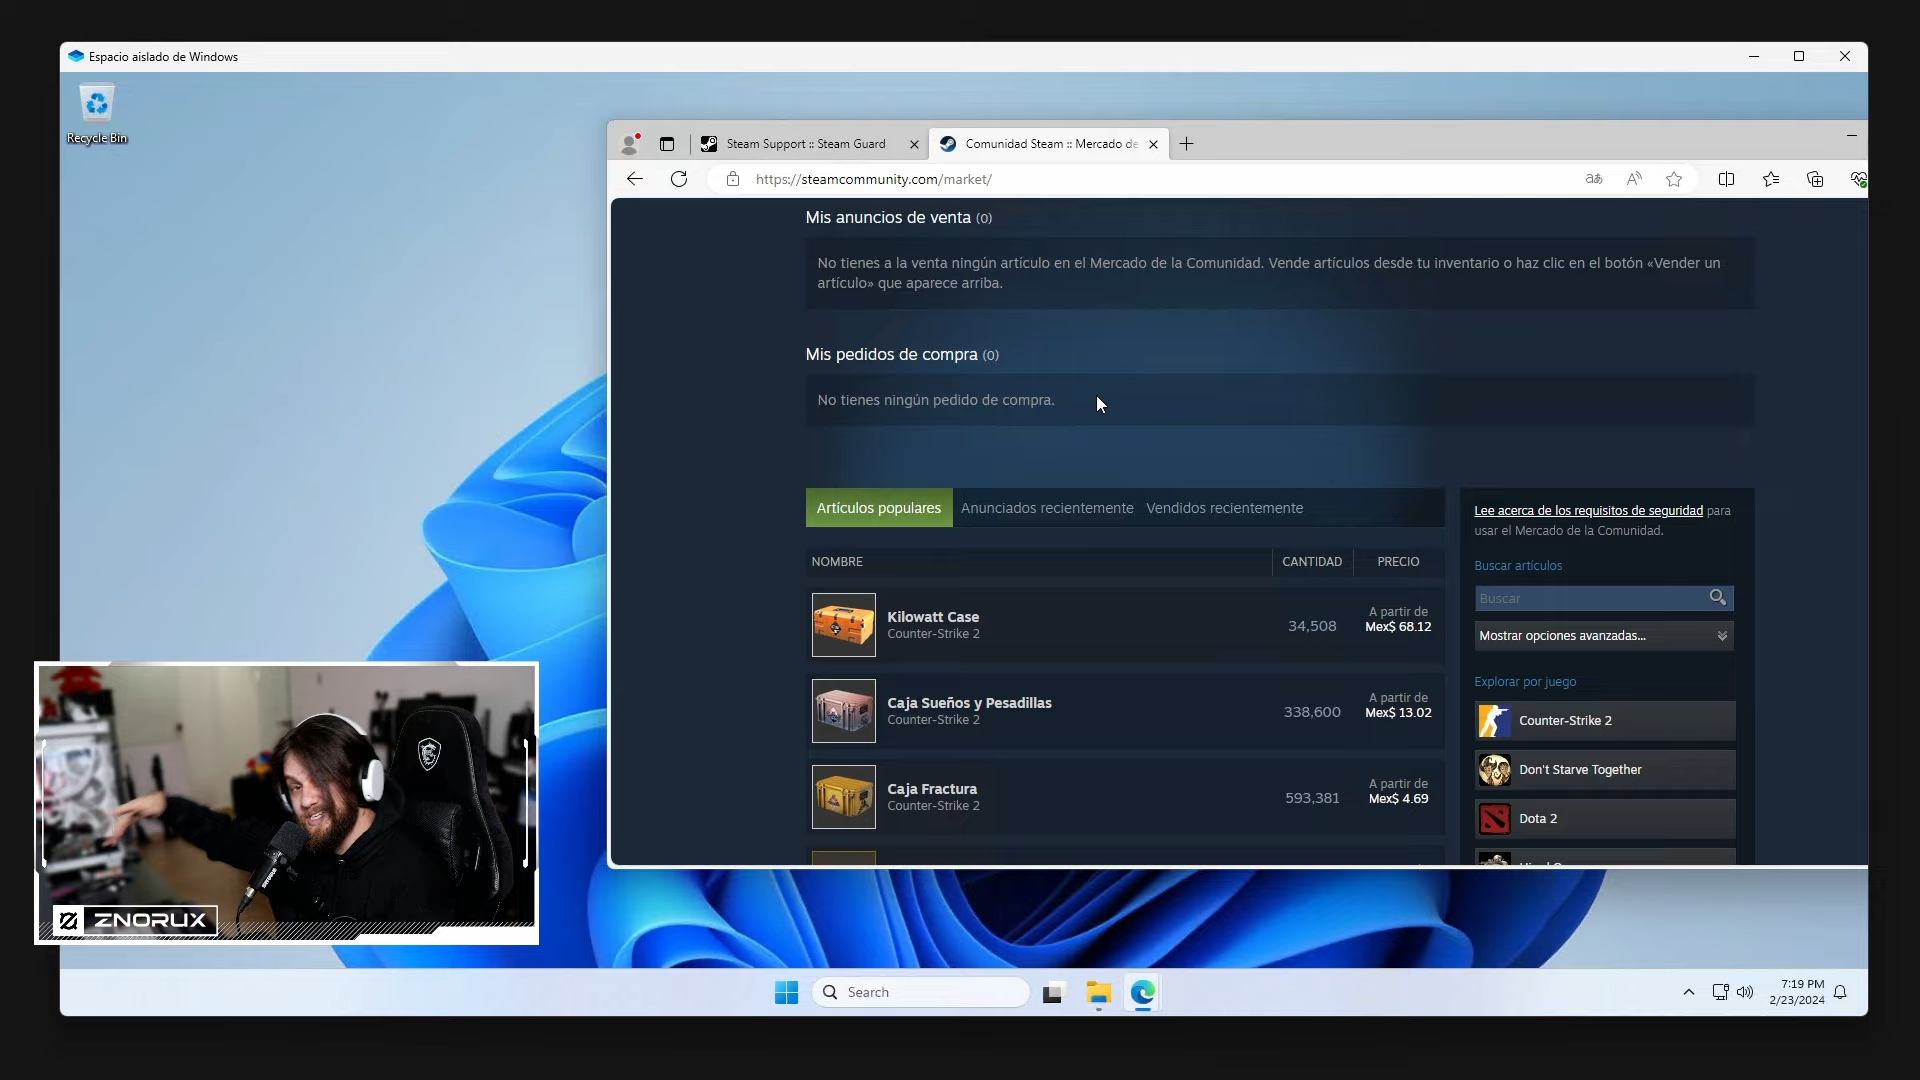 Espacio aislado de Windows
Recycle Bin
Steam Support :: Steam Guard
Comunidad Steam :: Mercado de
https://steamcommunity.com/market/
Mis anuncios de venta (0)
No tienes a la venta ningún artículo en el Mercado de la Comunidad. Vende artículos desde tu inventario o haz clic en el botón «Vender un
artículo» que aparece arriba.
Mis pedidos de compra (0)
No tienes ningún pedido de compra.
Artículos populares Anunciados recientemente Vendidos recientemente
NOMBRE CANTIDAD PRECIO
Kilowatt Case
Counter-Strike 2
34,508
A partir de
Mex$ 68.12
Caja Sueños y Pesadillas
Counter-Strike 2
338,600
A partir de
Mex$ 13.02
Caja Fractura
Counter-Strike 2
593,381
A partir de
Mex$ 4.69
Lee acerca de los requisitos de seguridad para
usar el Mercado de la Comunidad.
Buscar artículos
Buscar
Mostrar opciones avanzadas...
Explorar por juego
Counter-Strike 2
Don't Starve Together
Dota 2
ZNORUX
Search
7:19 PM
2/23/2024